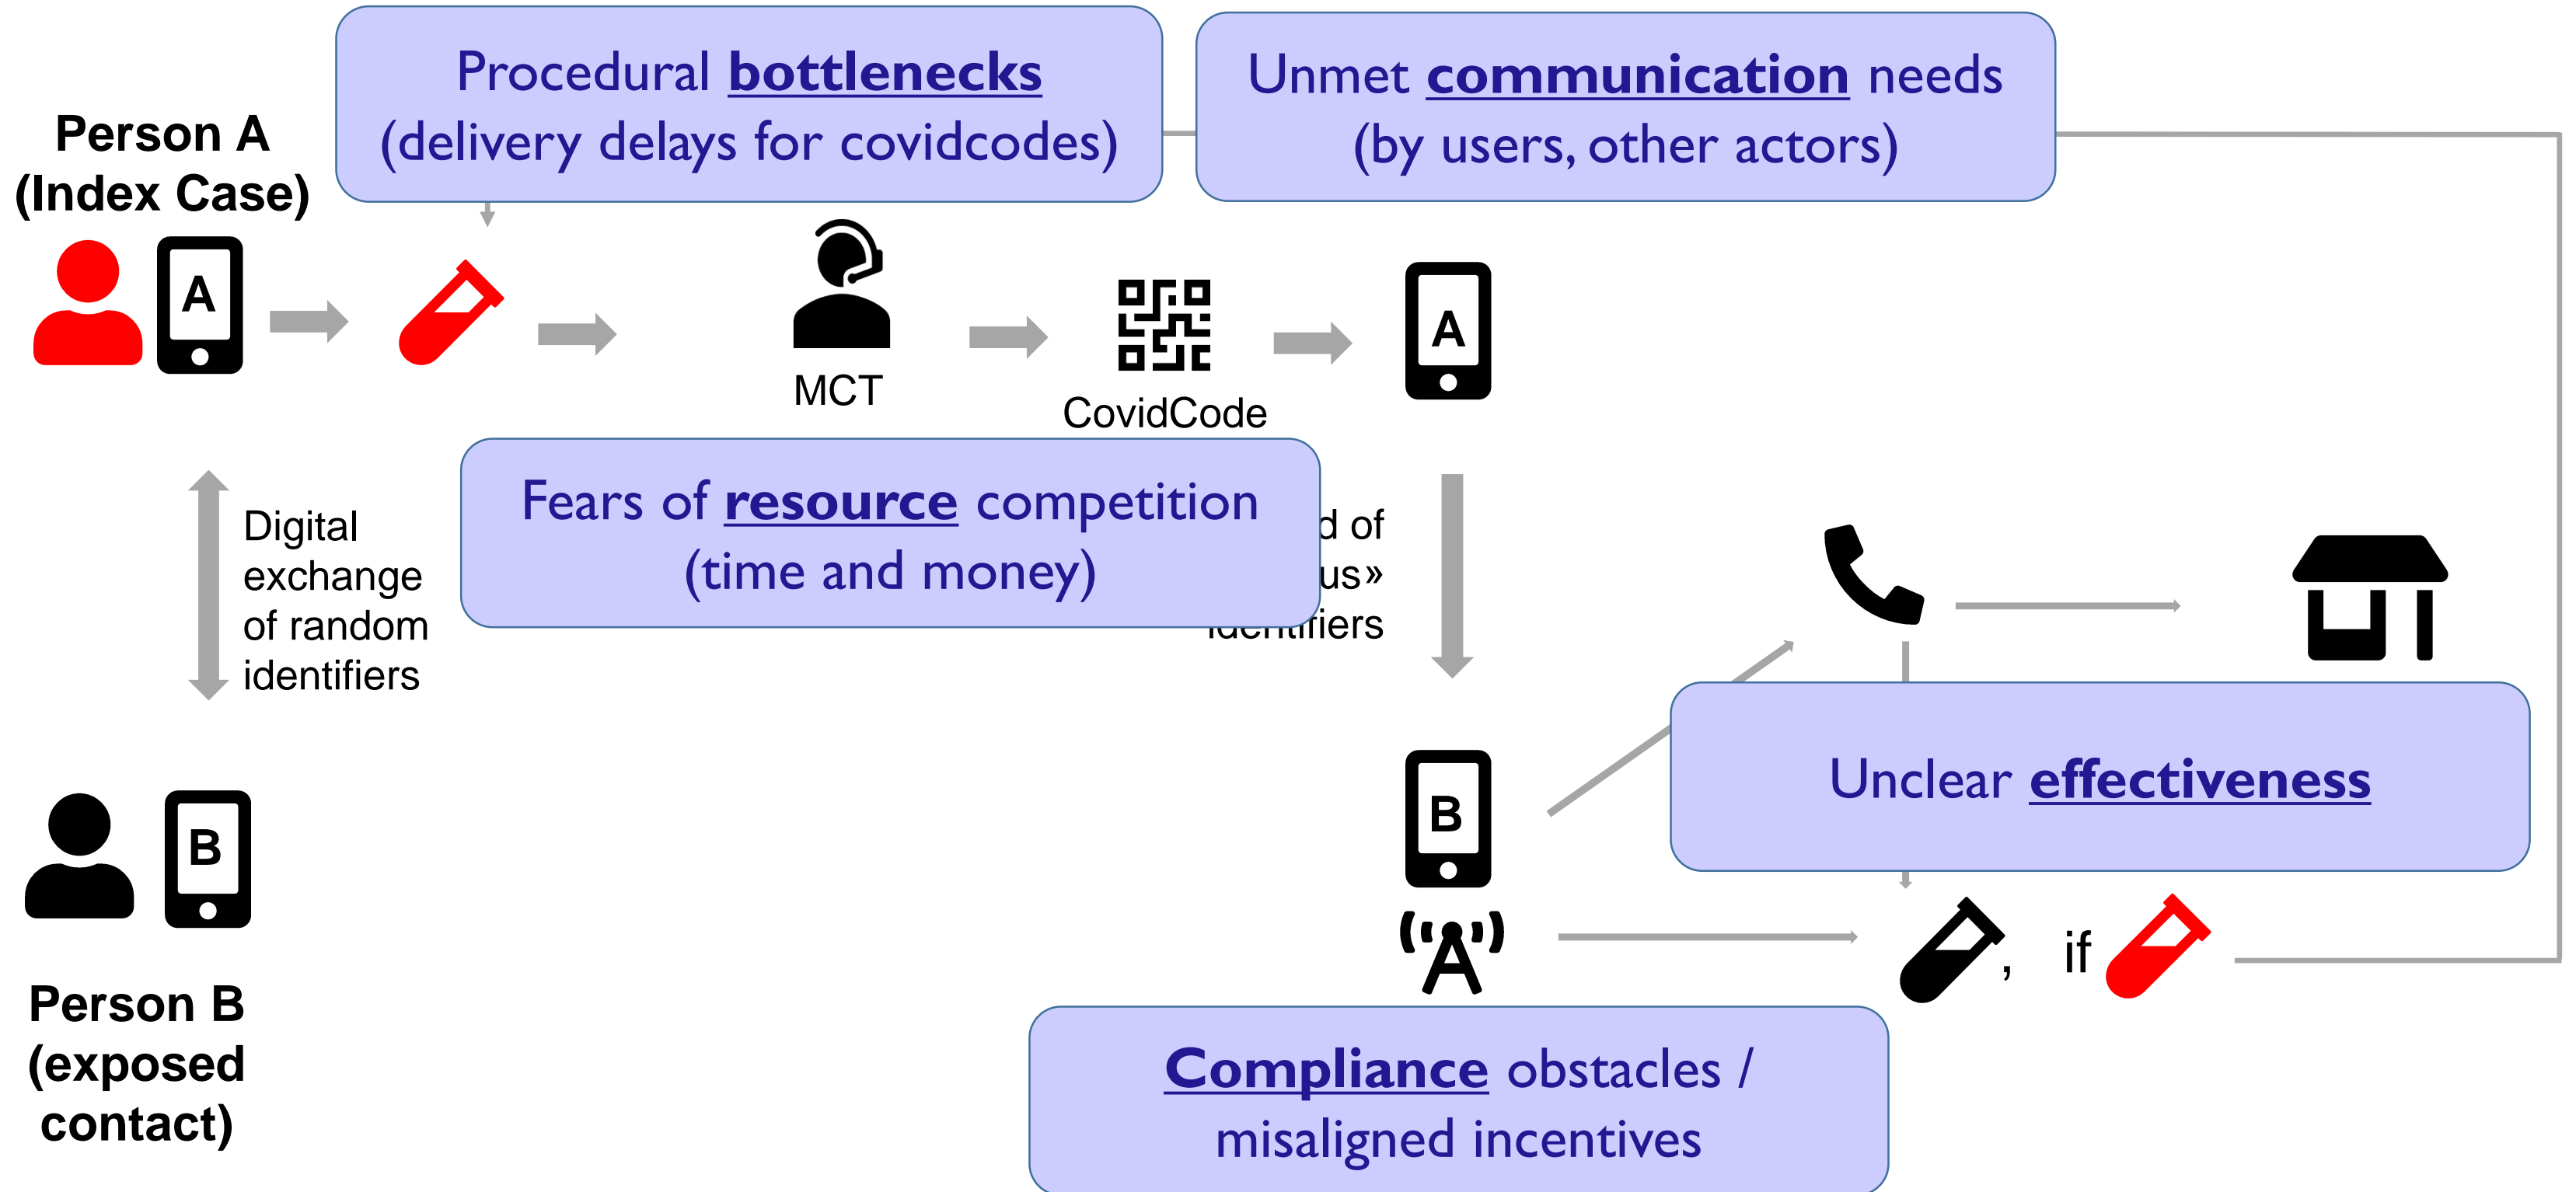 Procedural bottlenecks
(delivery delays for covidcodes)
Unmet communication needs
(by users, other actors)
Person A
(Index Case)
A
MCT
CovidCode
A
Digital
exchange
of random
identifiers
Fears of resource competition
(time and money)
d of
us»
identifiers
Unclear effectiveness
B
B
, if
Person B
(exposed
contact)
Compliance obstacles /
misaligned incentives